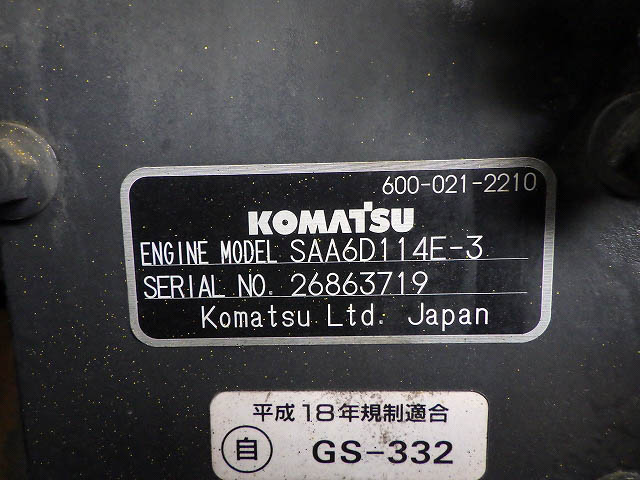 600-021-2210
KOMATSU
ENGINE MODEL SAA6D114E-3
SERIAL NO. 26863719
Komatsu Ltd. Japan
平成18年規制適合
自 GS-332